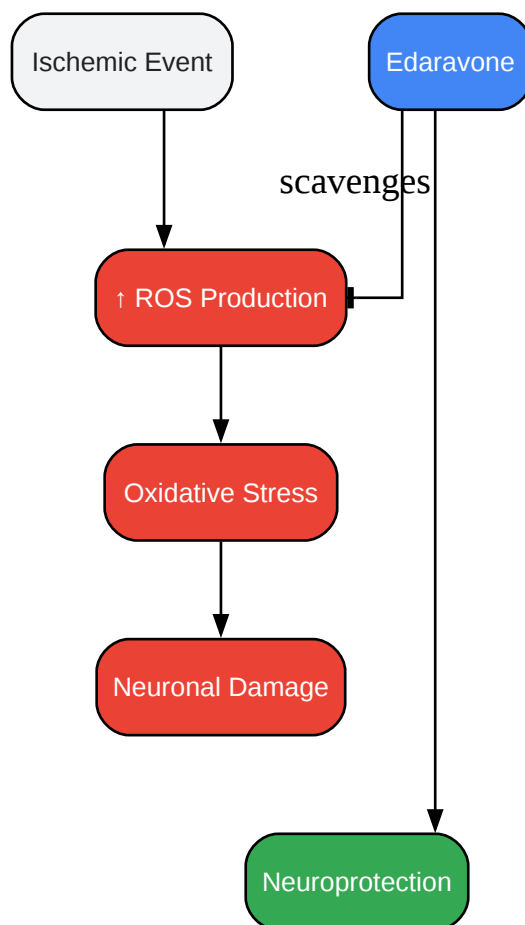 Ischemic Event
Edaravone
scavenges
↑ ROS Production
Oxidative Stress
Neuronal Damage
Neuroprotection